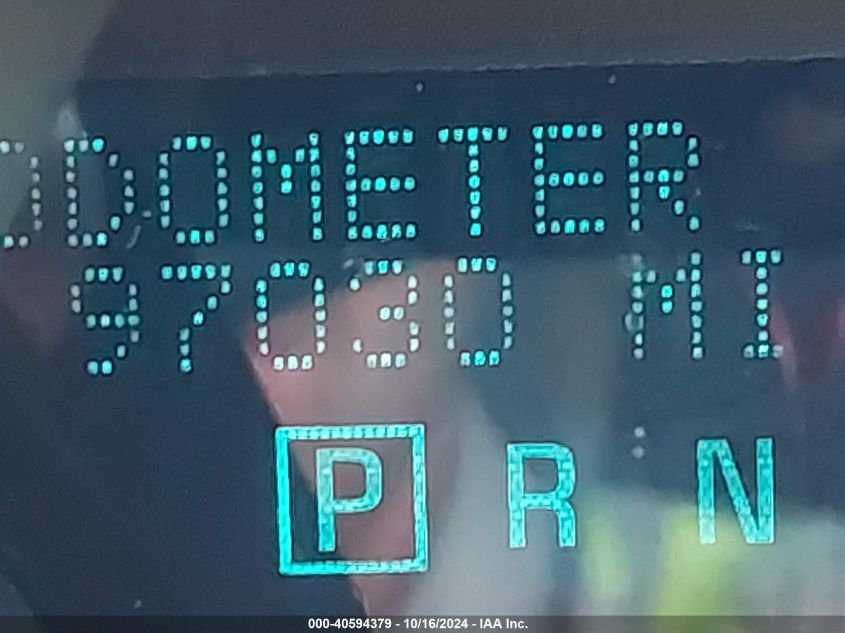 ODOMETER
97030 MI
P R N
000-40594379 - 10/16/2024 - IAA Inc.